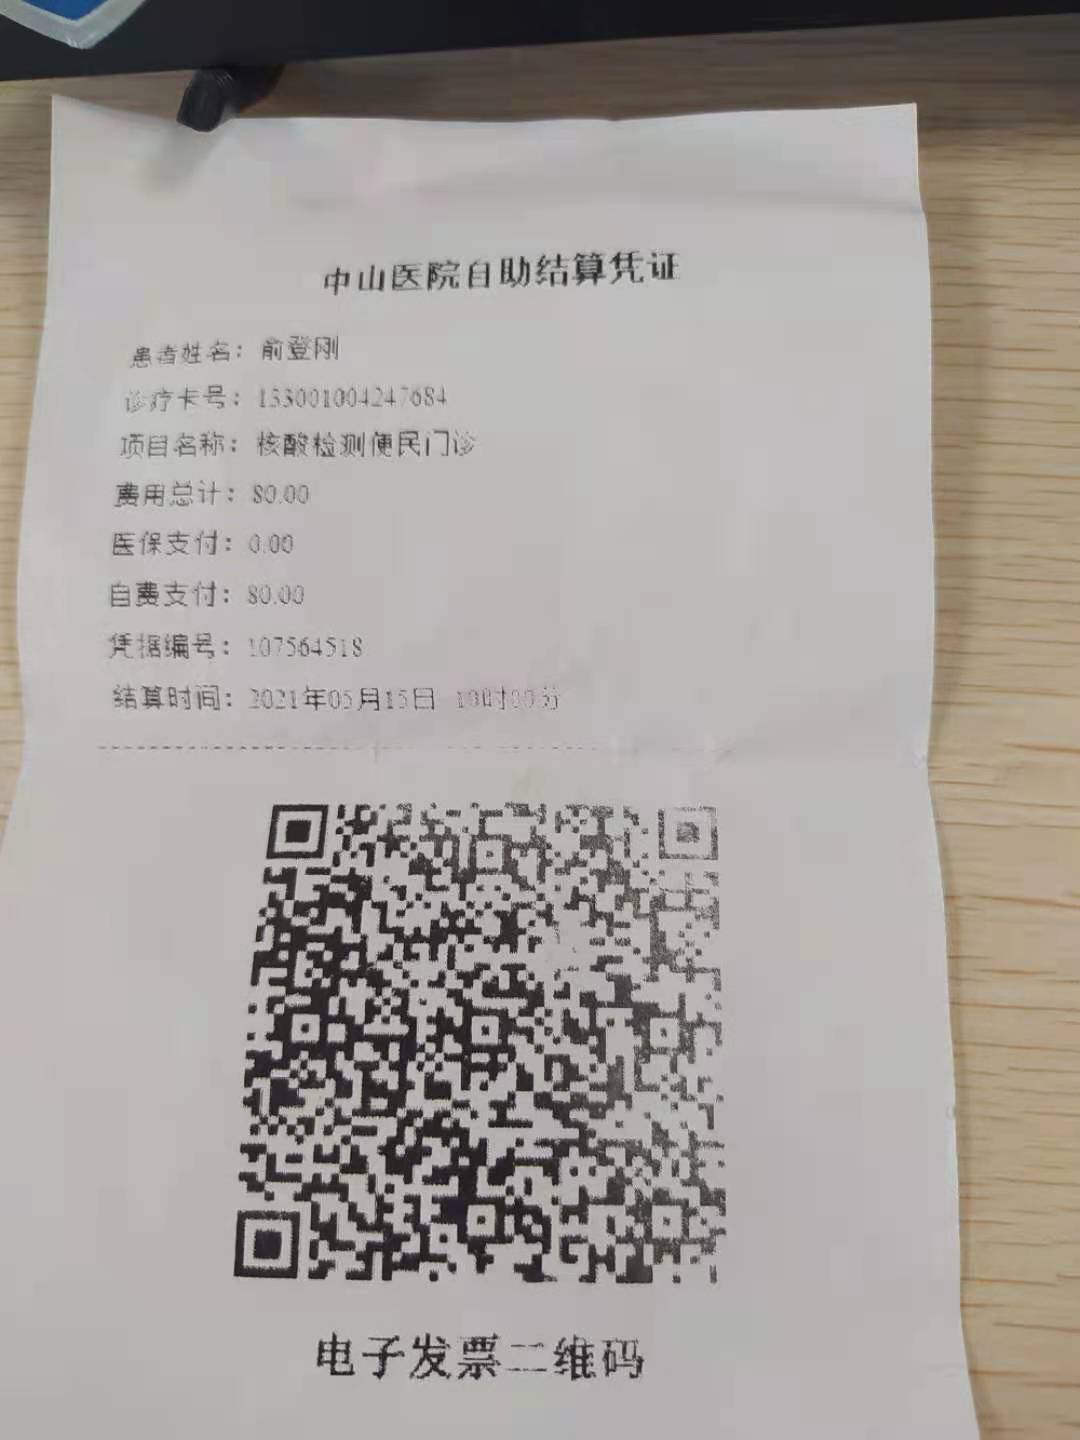 中山医院自助结算凭证
患者姓名：俞登刚
诊疗卡号：133001004247684
项目名称：核酸检测便民门诊
费用总计：80.00
医保支付：0.00
自费支付：80.00
凭据编号：107564518
结算时间：2021年05月15日 10时00分
电子发票二维码